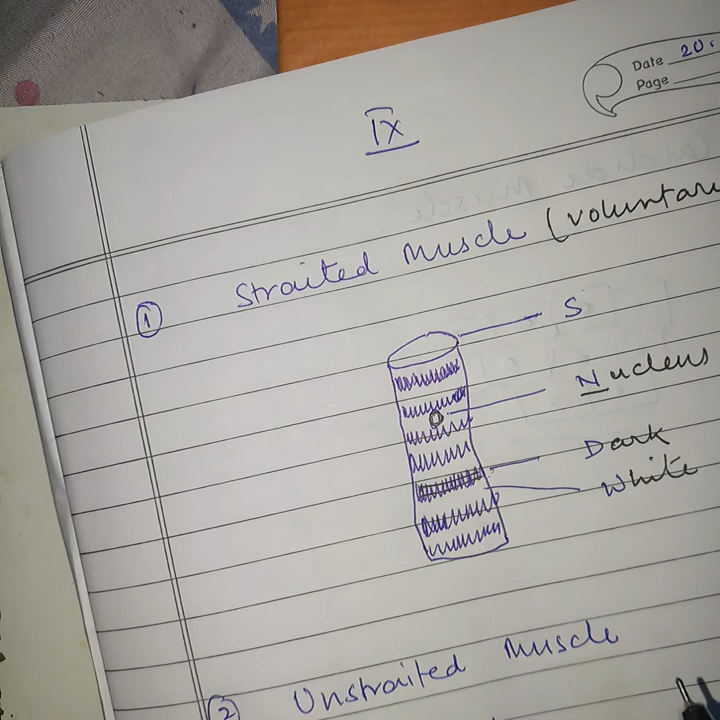 Date 20.
Page
IX
① Straited Muscle (Voluntar
S
Nucleus
Dark
White
② Unstraited Muscle